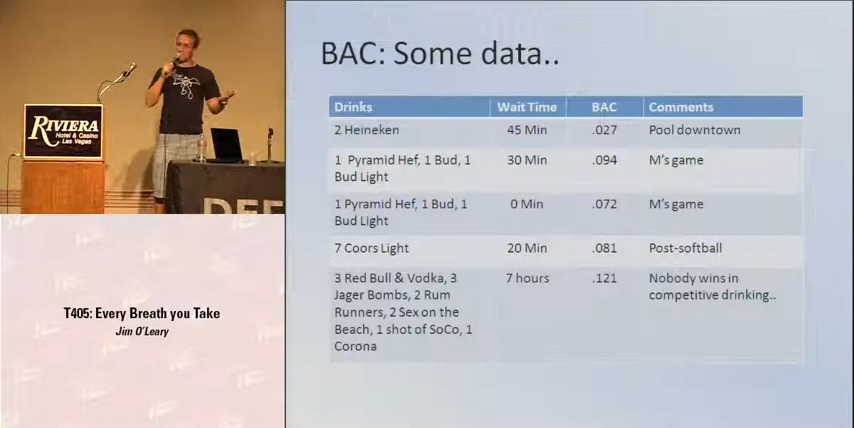 RIVIERA
Hotel & Casino
Las Vegas
DEF
T405: Every Breath you Take
Jim O'Leary
BAC: Some data..
Drinks Wait Time BAC Comments
2 Heineken 45 Min .027 Pool downtown
1 Pyramid Hef, 1 Bud, 1 30 Min .094 M's game
Bud Light
1 Pyramid Hef, 1 Bud, 1 0 Min .072 M's game
Bud Light
7 Coors Light 20 Min .081 Post-softball
3 Red Bull & Vodka, 3 7 hours .121 Nobody wins in
Jager Bombs, 2 Rum competitive drinking..
Runners, 2 Sex on the
Beach, 1 shot of SoCo, 1
Corona